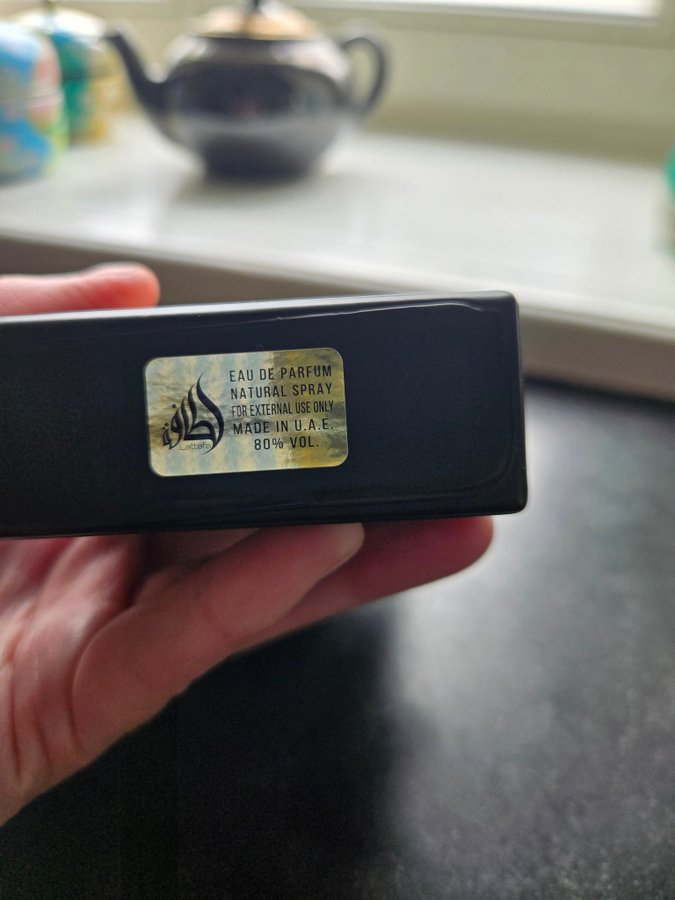 لطافة
Lattafa
EAU DE PARFUM
NATURAL SPRAY
FOR EXTERNAL USE ONLY
MADE IN U.A.E.
80% VOL.